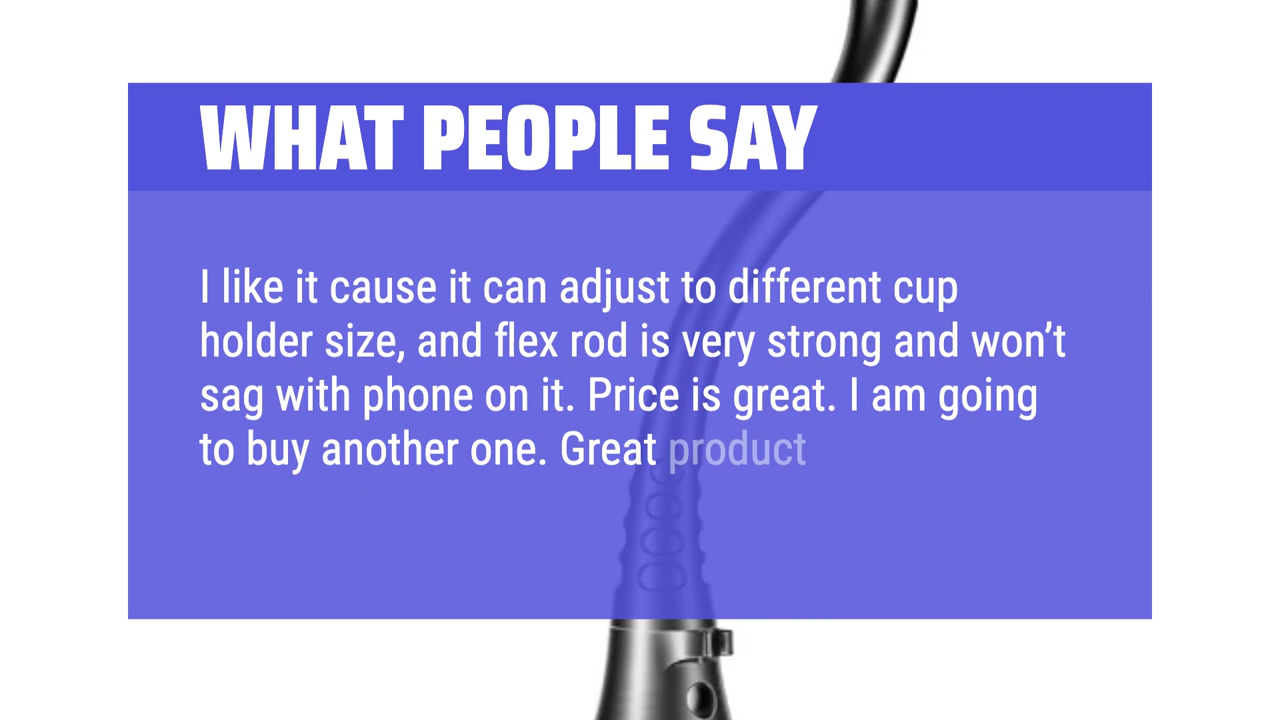 WHAT PEOPLE SAY
I like it cause it can adjust to different cup
holder size, and flex rod is very strong and won’t
sag with phone on it. Price is great. I am going
to buy another one. Great product